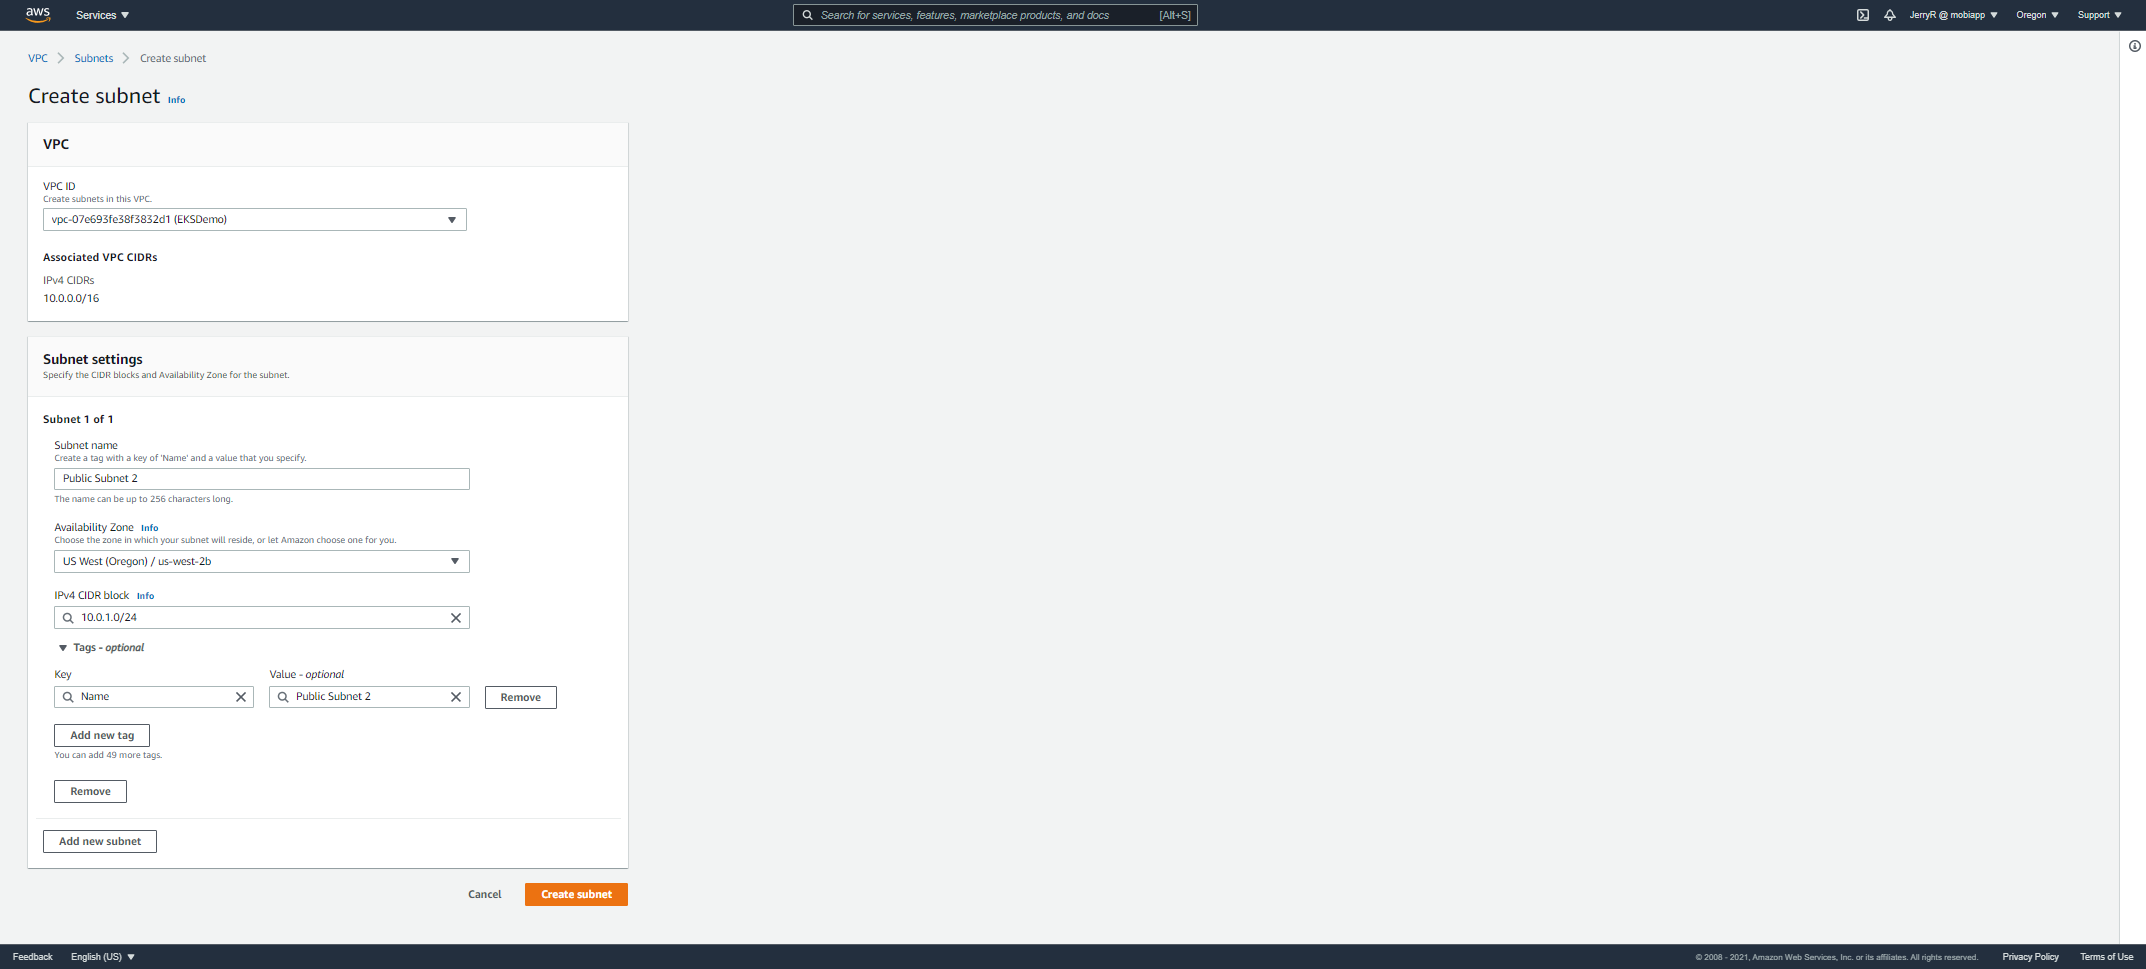 aws Services Search for services, features, marketplace products, and docs [Alt+S] JerryR @ mobiapp Oregon Support
VPC Subnets Create subnet
Create subnet Info
VPC
VPC ID
Create subnets in this VPC.
vpc-07e693fe38f3832d1 (EKSDemo)
Associated VPC CIDRs
IPv4 CIDRs
10.0.0.0/16
Subnet settings
Specify the CIDR blocks and Availability Zone for the subnet.
Subnet 1 of 1
Subnet name
Create a tag with a key of 'Name' and a value that you specify.
Public Subnet 2
The name can be up to 256 characters long.
Availability Zone Info
Choose the zone in which your subnet will reside, or let Amazon choose one for you.
US West (Oregon) / us-west-2b
IPv4 CIDR block Info
10.0.1.0/24
Tags - optional
Key Value - optional
Name Public Subnet 2 Remove
Add new tag
You can add 49 more tags.
Remove
Add new subnet
Cancel Create subnet
Feedback English (US) © 2008 - 2021, Amazon Web Services, Inc. or its affiliates. All rights reserved. Privacy Policy Terms of Use